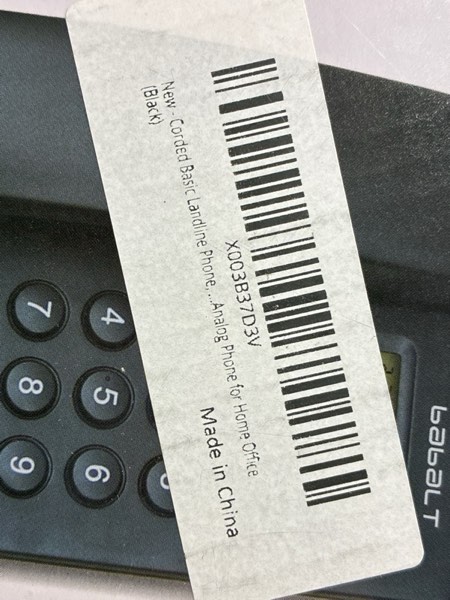 X003B37D3V
New - Corded Basic Landline Phone,...Analog Phone for Home Office
(Black)
Made in China
babaLT
4
7
5
8
6
9